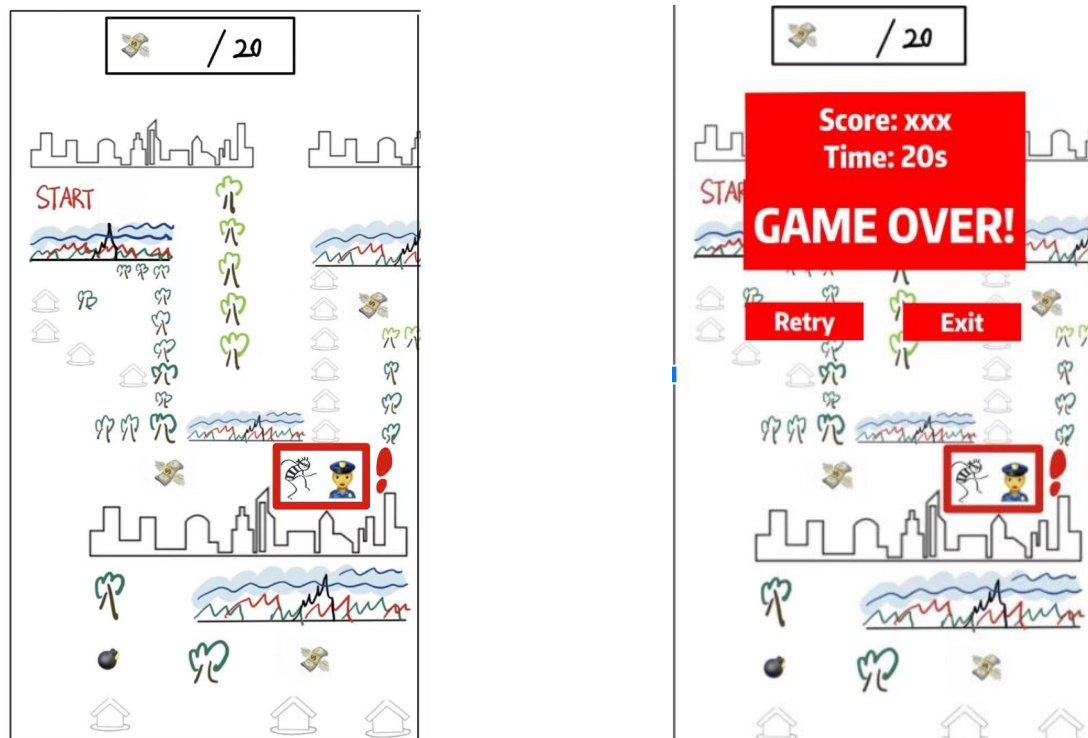 /20
START
/20
Score: xxx
Time: 20s
STAR
GAME OVER!
Retry
Exit